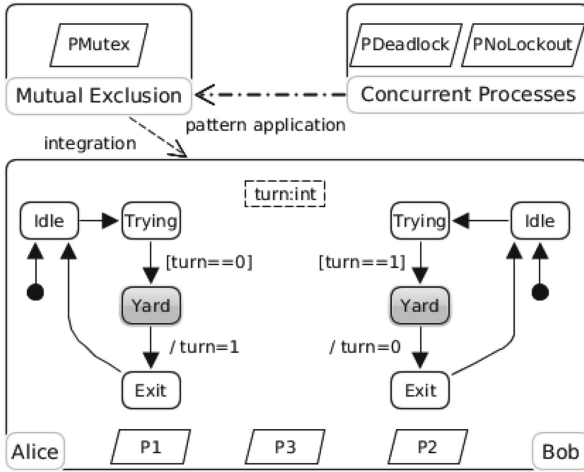 PMutex
PDeadlock PNoLockout
Mutual Exclusion
Concurrent Processes
pattern application
integration
turn:int
Idle Trying Trying Idle
[turn==0] [turn==1]
Yard Yard
/ turn=1 / turn=0
Exit Exit
Alice P1 P3 P2 Bob